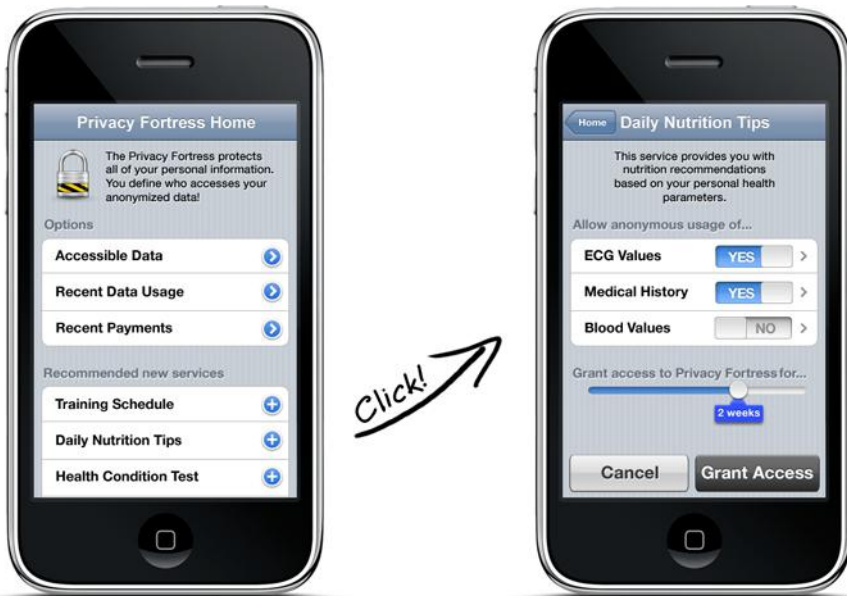 Privacy Fortress Home
The Privacy Fortress protects
all of your personal information.
You define who accesses your
anonymized data!
Options
Accessible Data
Recent Data Usage
Recent Payments
Recommended new services
Training Schedule
Daily Nutrition Tips
Health Condition Test
Click!
Home Daily Nutrition Tips
This service provides you with
nutrition recommendations
based on your personal health
parameters.
Allow anonymous usage of...
ECG Values YES
Medical History YES
Blood Values NO
Grant access to Privacy Fortress for...
2 weeks
Cancel Grant Access